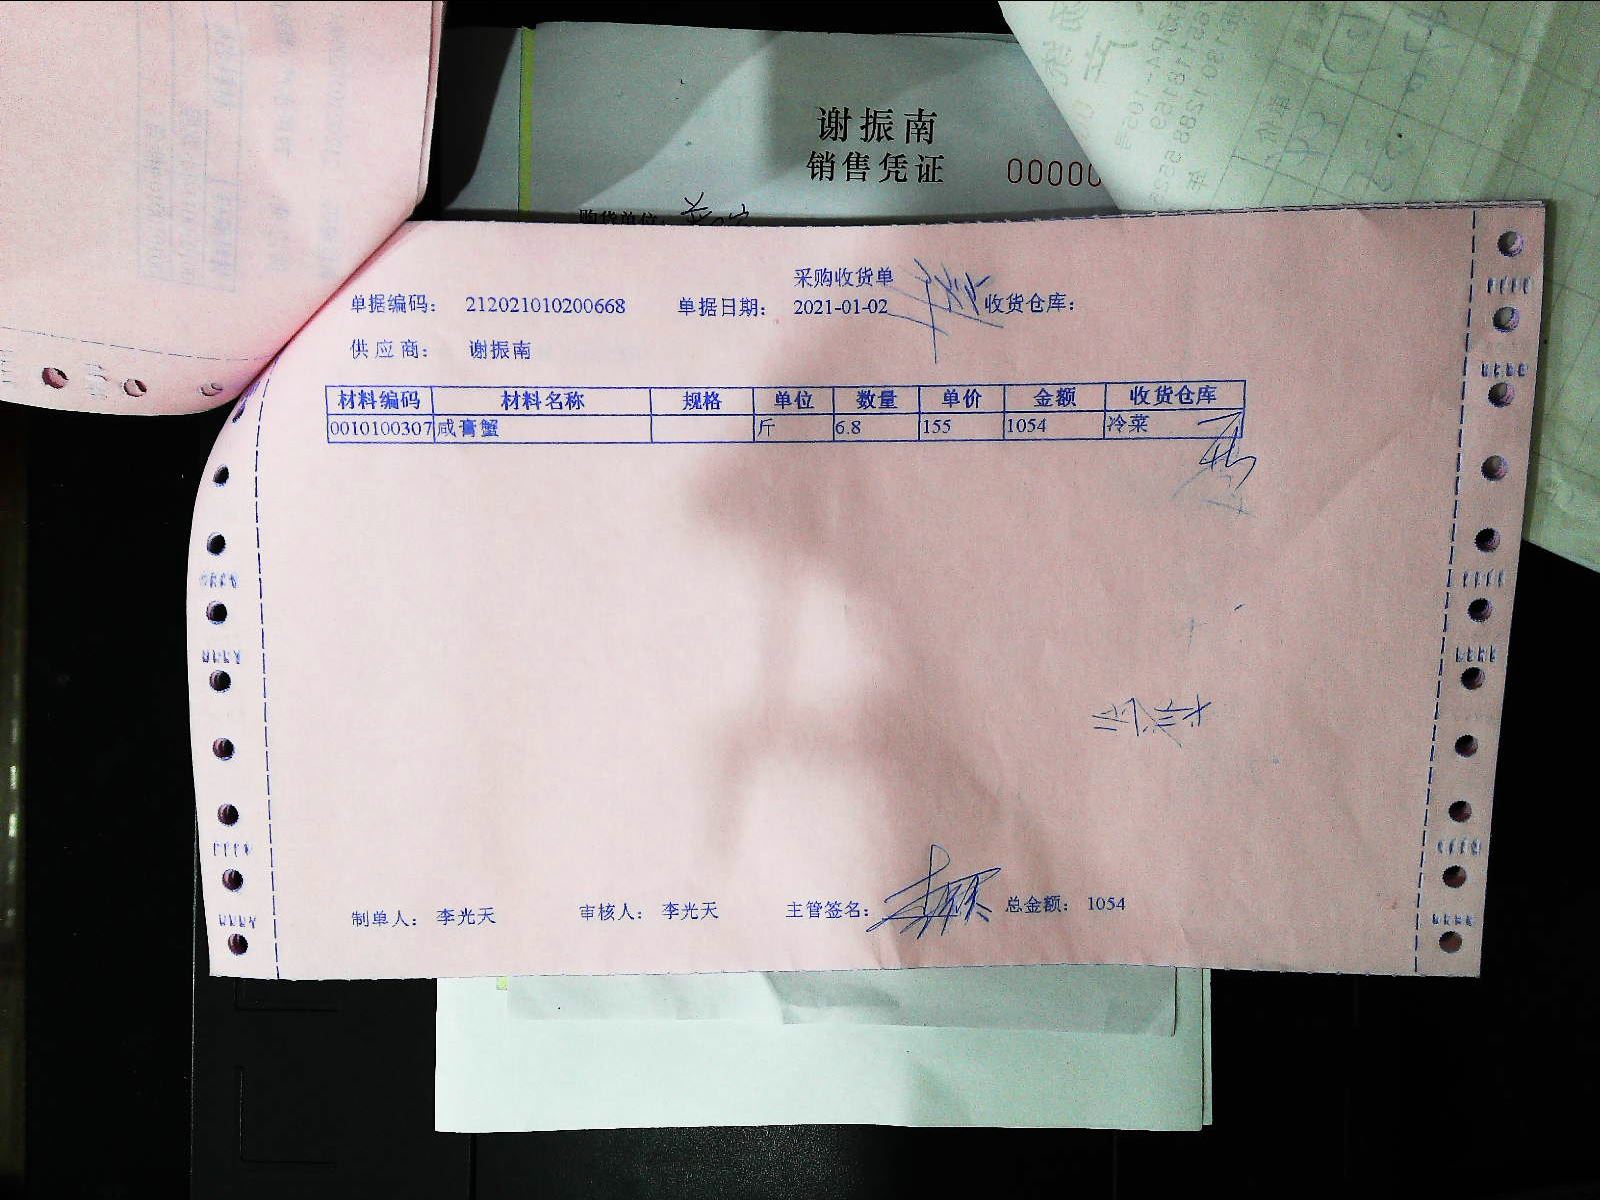 谢振南
销售凭证 00000
购货单位:
采购收货单
单据编码: 212021010200668 单据日期: 2021-01-02 收货仓库:
供应商: 谢振南
材料编码 材料名称 规格 单位 数量 单价 金额 收货仓库
0010100307 咸膏蟹 斤 6.8 155 1054 冷菜
制单人: 李光天 审核人: 李光天 主管签名: 总金额: 1054